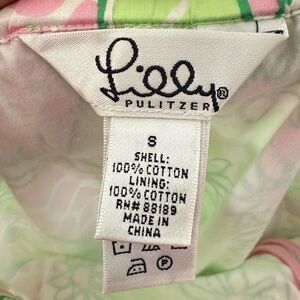 Lilly®
PULITZER
S
SHELL:
100% COTTON
LINING:
100% COTTON
RN# 88189
MADE IN
CHINA
P